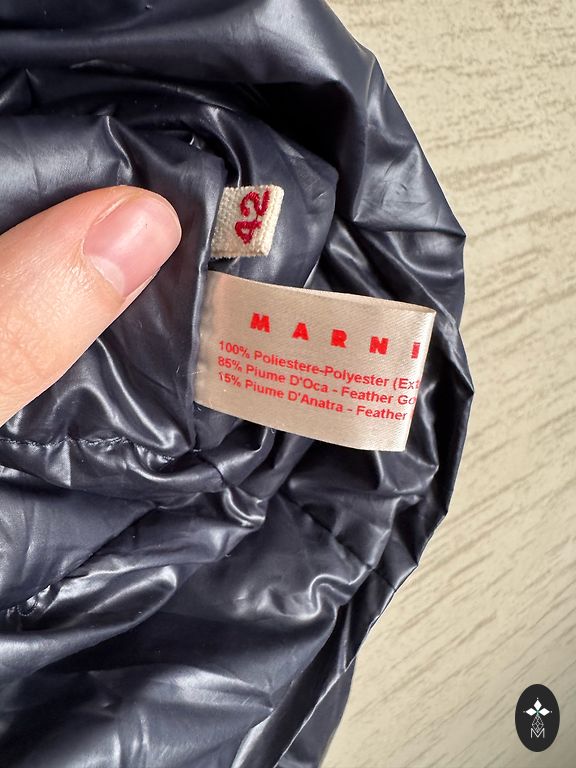 42
MARNI
100% Poliestere-Polyester (Ext
85% Piume D'Oca - Feather Go
15% Piume D'Anatra - Feather
M